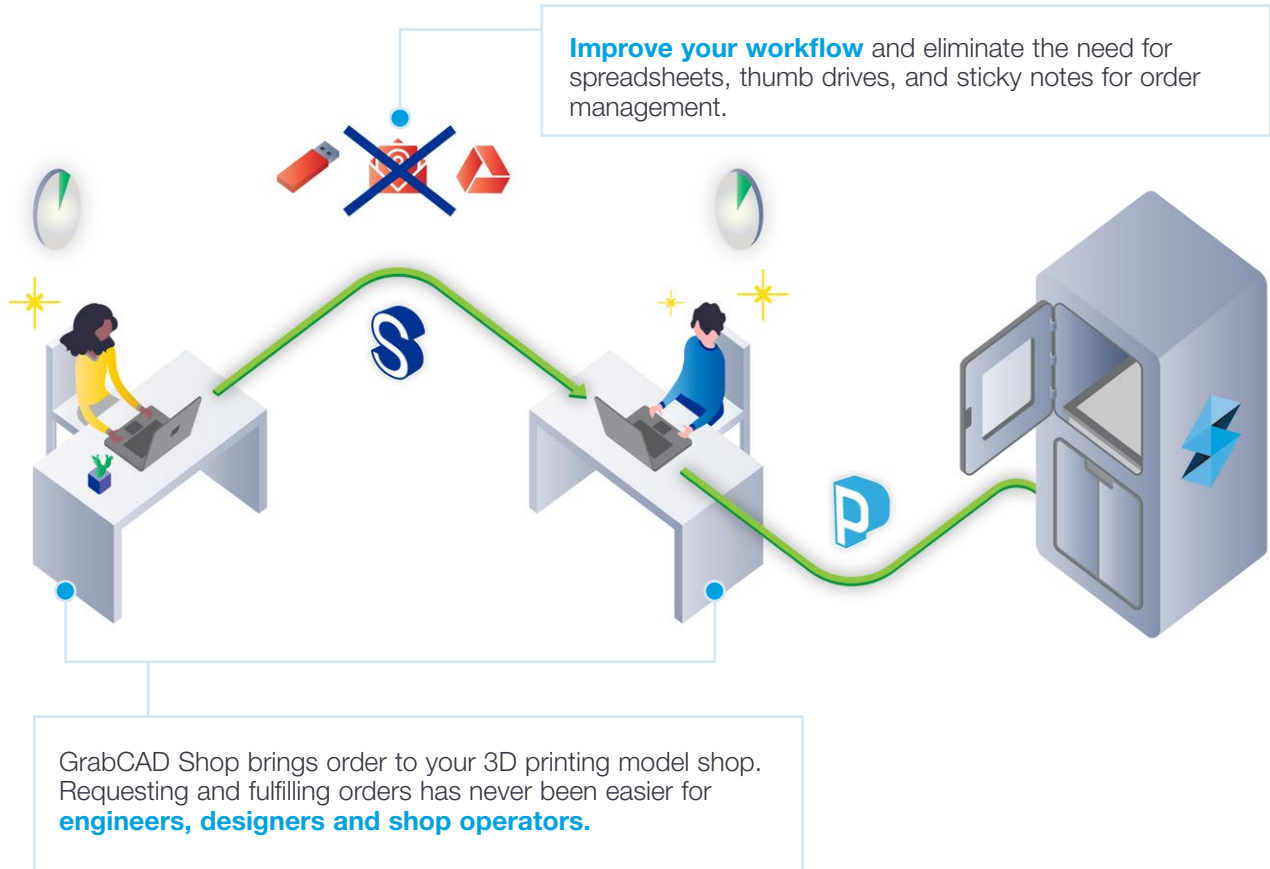 Improve your workflow and eliminate the need for
spreadsheets, thumb drives, and sticky notes for order
management.
S
P
GrabCAD Shop brings order to your 3D printing model shop.
Requesting and fulfilling orders has never been easier for
engineers, designers and shop operators.